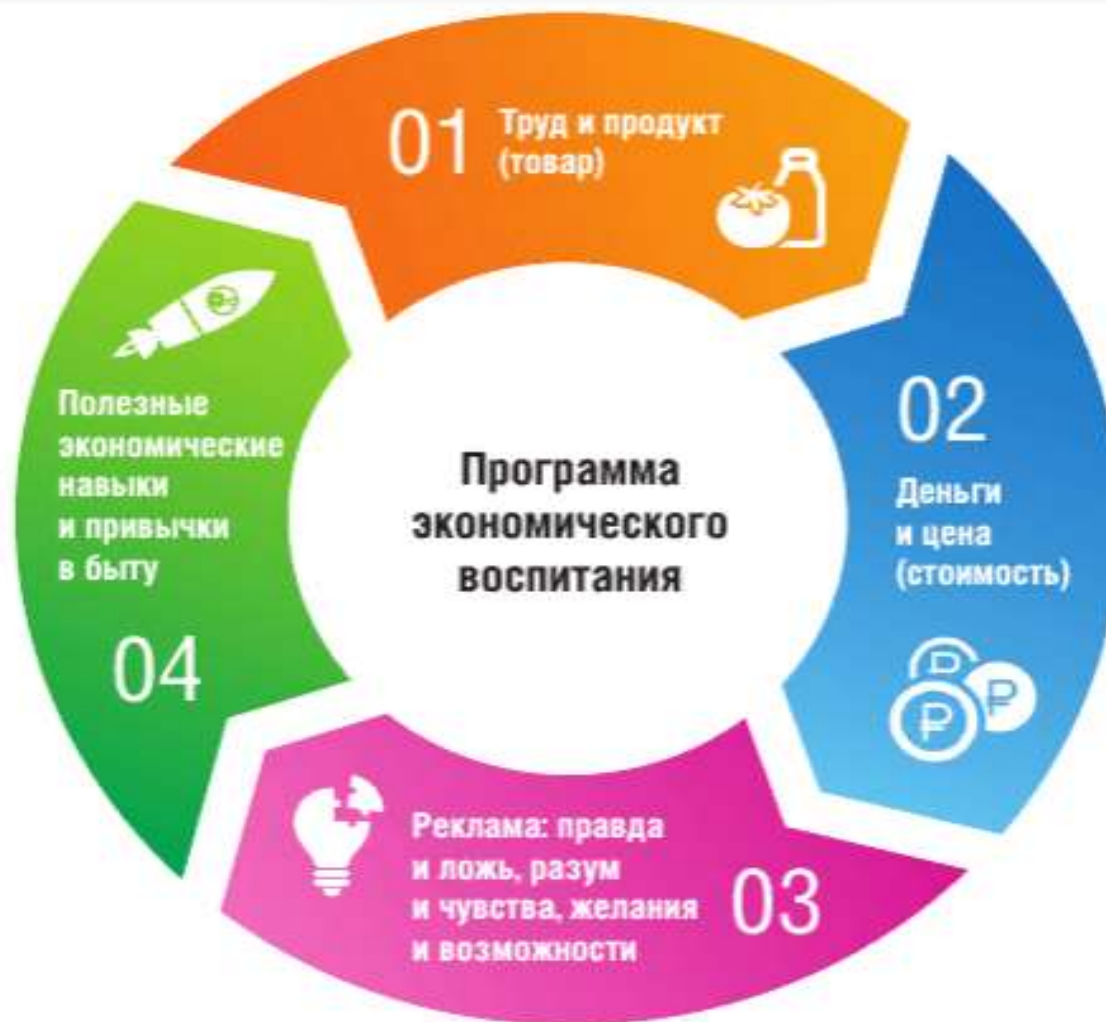 01 Труд и продукт
(товар)
02
Деньги
и цена
(стоимость)
Реклама: правда
и ложь, разум
и чувства, желания
и возможности
03
Полезные
экономические
навыки
и привычки
в быту
04
Программа
экономического
воспитания